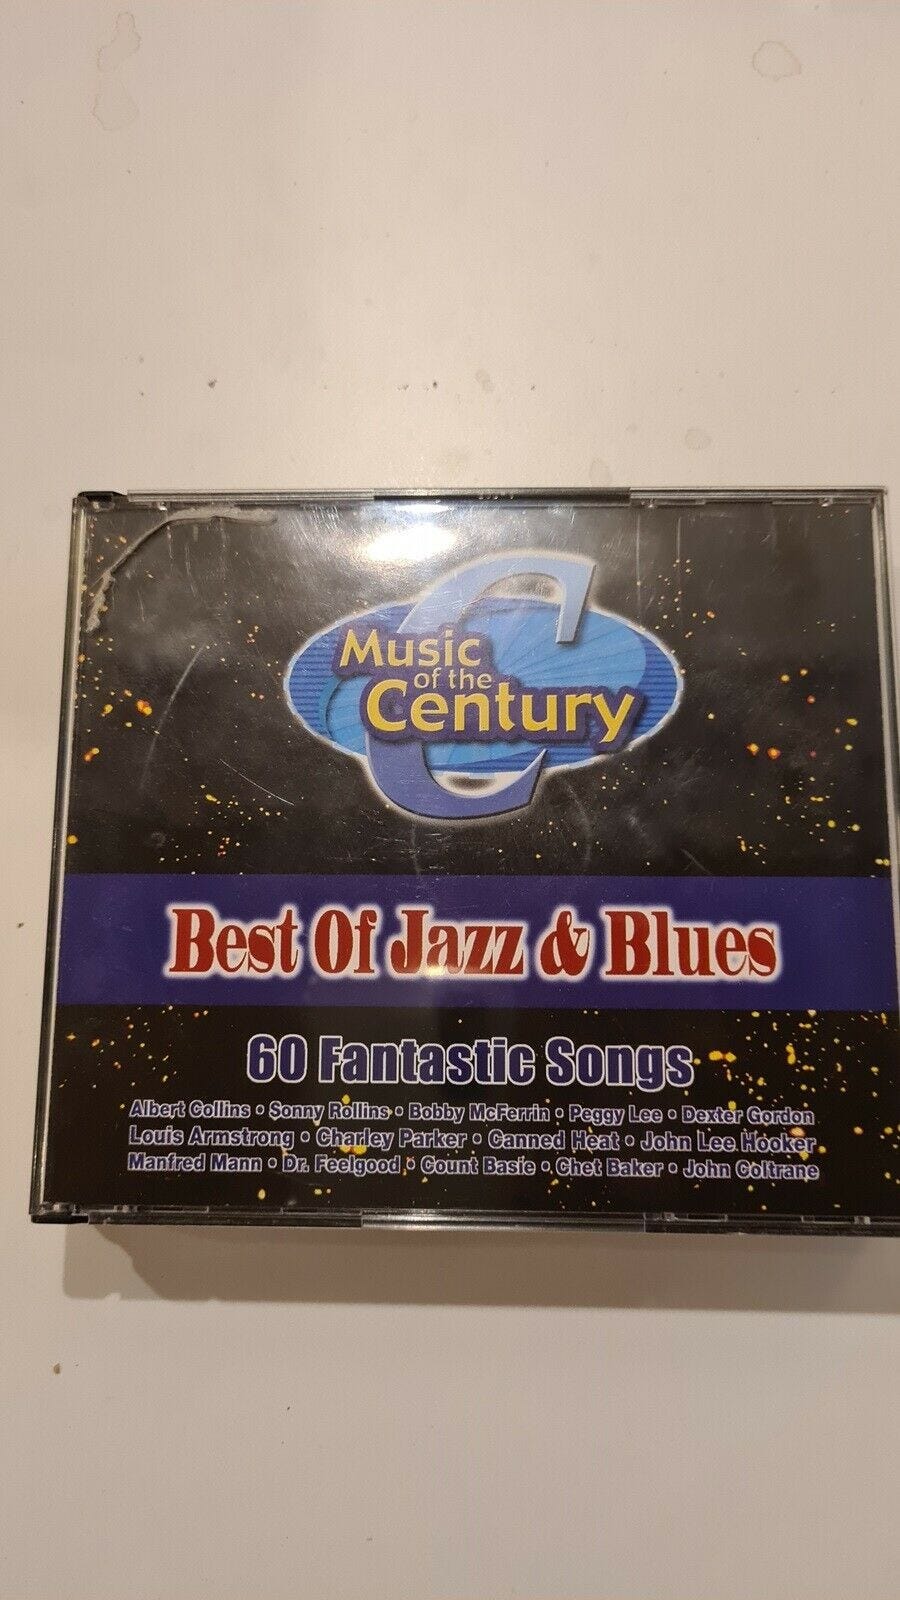 Music
of the
Century
Best Of Jazz & Blues
60 Fantastic Songs
Albert Collins • Sonny Rollins • Bobby McFerrin • Peggy Lee • Dexter Gordon
Louis Armstrong • Charley Parker • Canned Heat • John Lee Hooker
Manfred Mann • Dr. Feelgood • Count Basie • Chet Baker • John Coltrane